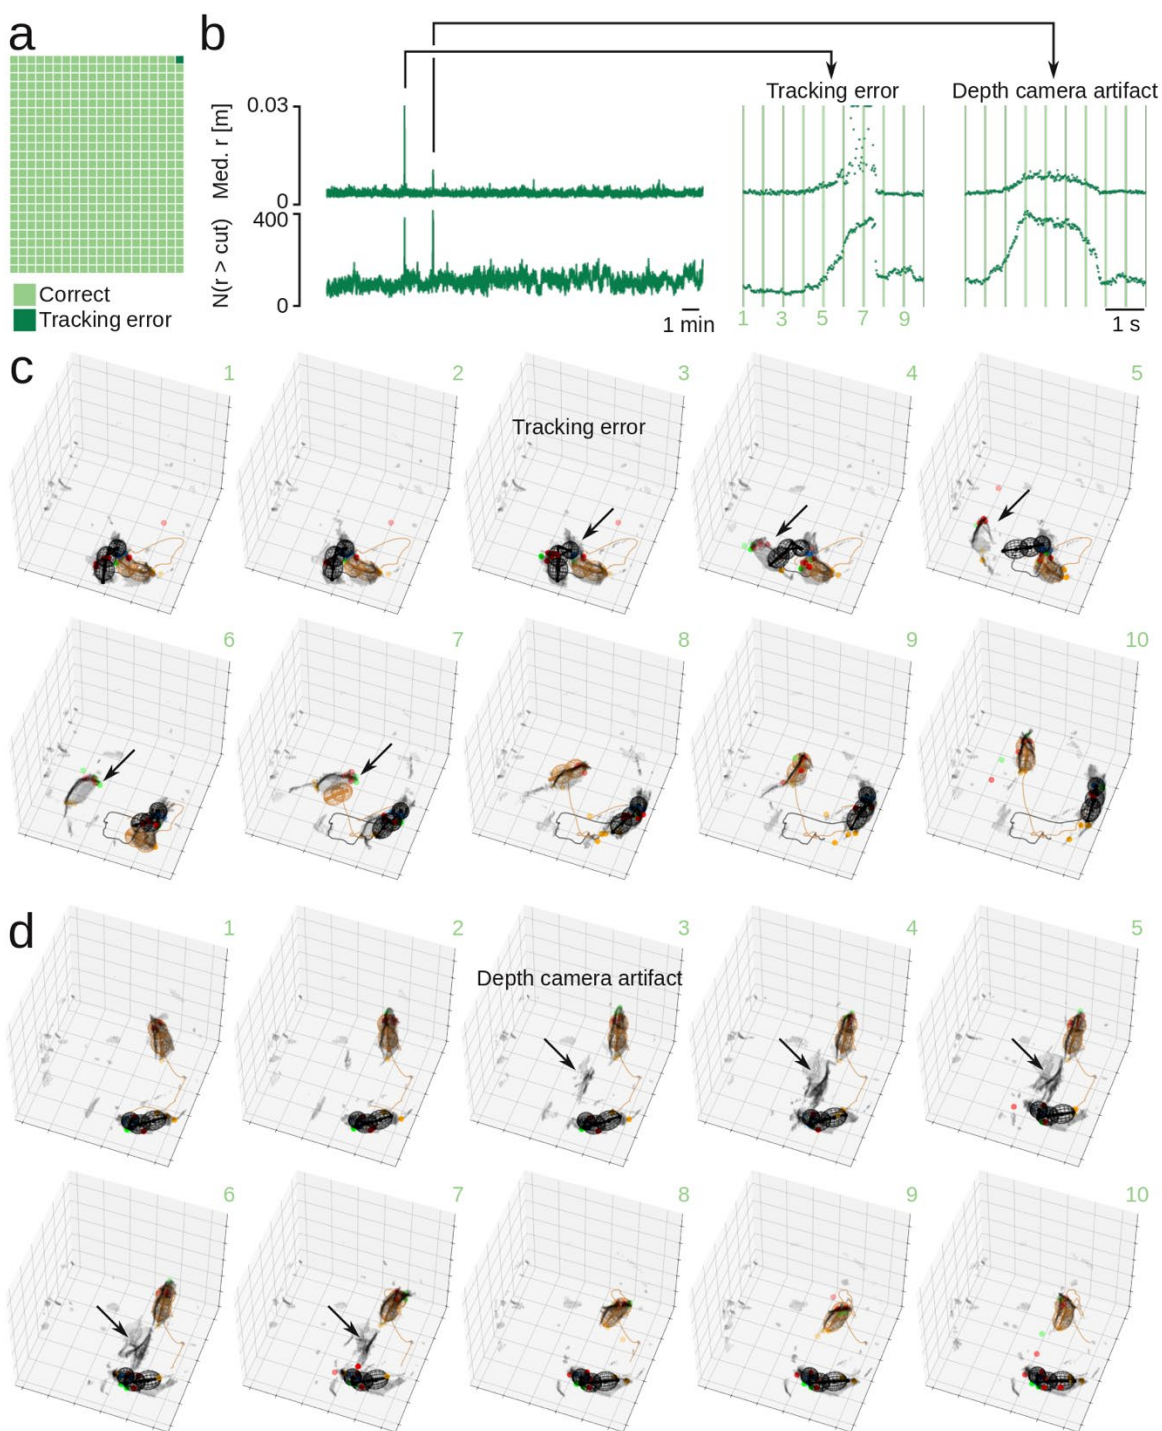 a
Correct
Tracking error
b
Tracking error
Depth camera artifact
0.03
Med. r [m]
0
400
N(r > cut)
0
1 min
1 3 5 7 9
1 s
c
1 2 3 4 5
Tracking error
6 7 8 9 10
d
1 2 3 4 5
Depth camera artifact
6 7 8 9 10